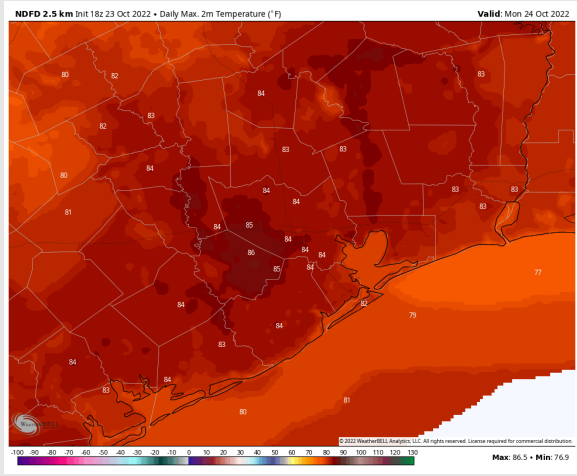 NDFD 2.5 km Init 18z 23 Oct 2022 • Daily Max. 2m Temperature (°F) Valid: Mon 24 Oct 2022
80 82 83
84
82 83
83 83
80 84
84 83 83
81 84 83
84 85
84
86 84 84
85 84
77
84 82
79
84
83
84
84
83
81
80
WeatherBELL
© 2022 WeatherBELL Analytics, LLC. All rights reserved. License required for commercial distribution.
-100 -90 -80 -70 -60 -50 -40 -30 -20 -10 0 10 20 30 40 50 60 70 80 90 100 110 120 130
Max: 86.5 • Min: 76.9